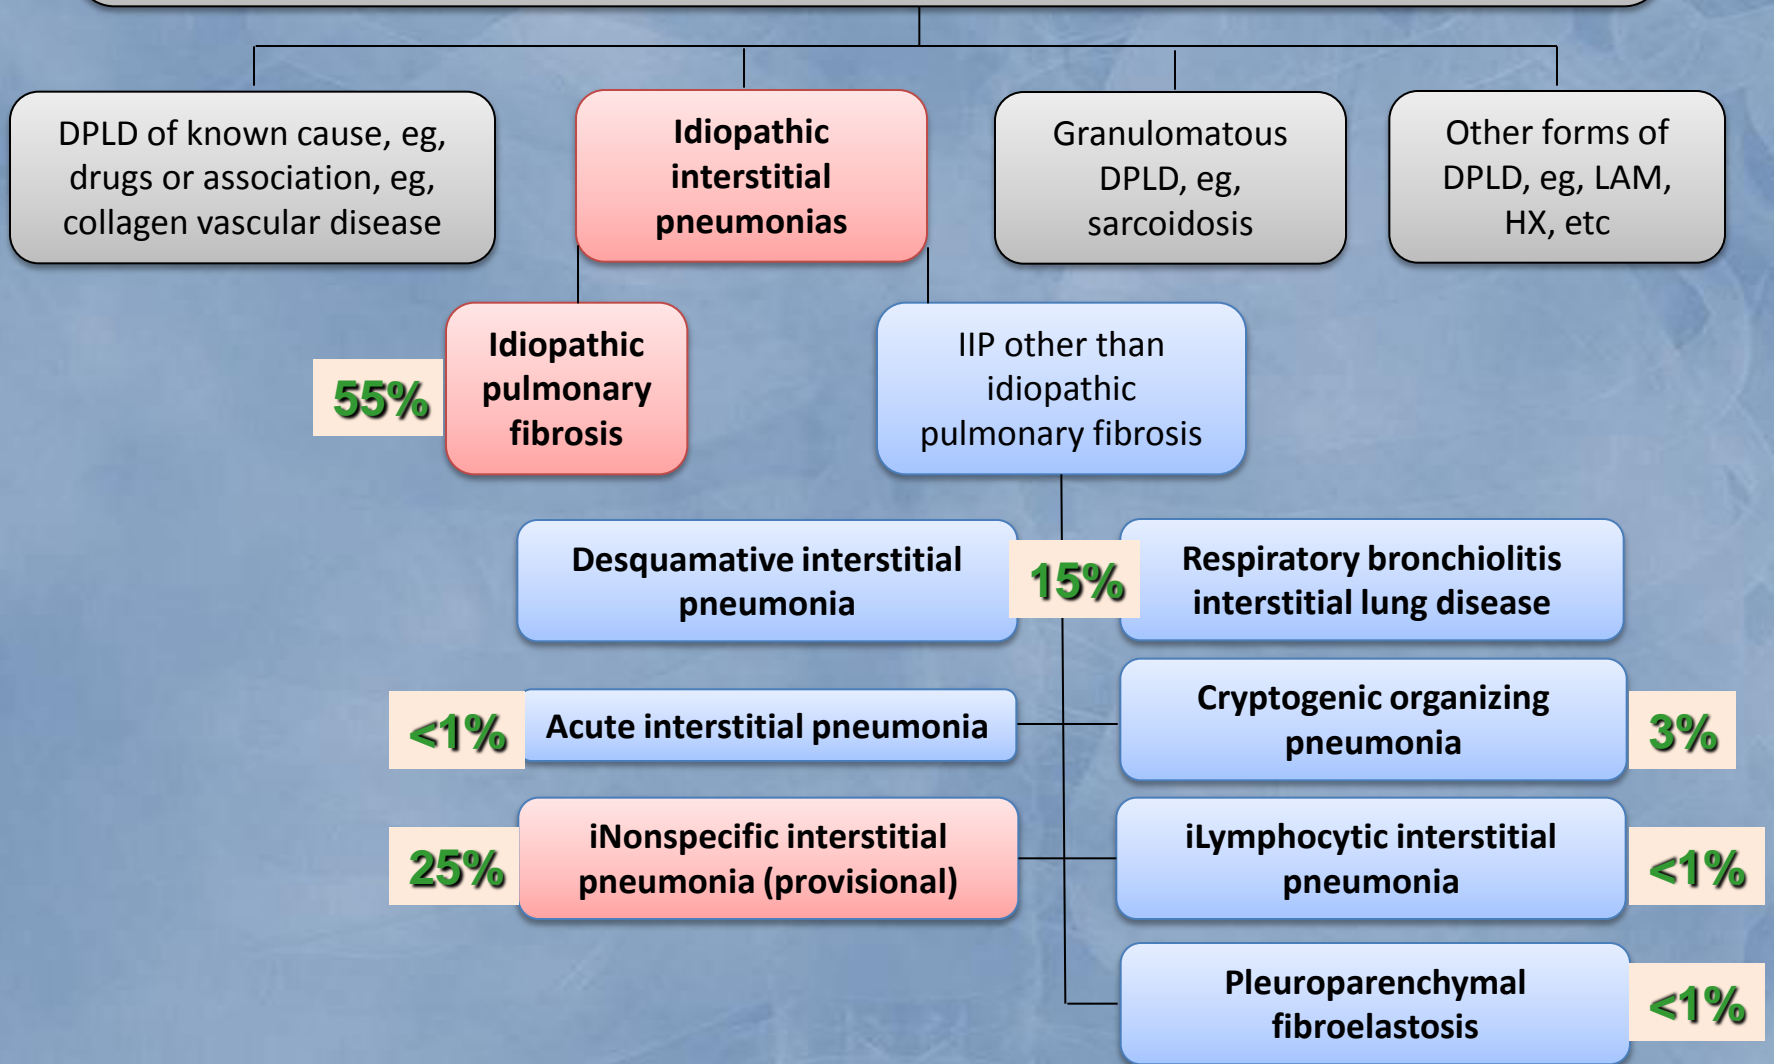 DPLD of known cause, eg,
drugs or association, eg,
collagen vascular disease
Idiopathic
interstitial
pneumonias
Granulomatous
DPLD, eg,
sarcoidosis
Other forms of
DPLD, eg, LAM,
HX, etc
55%
Idiopathic
pulmonary
fibrosis
IIP other than
idiopathic
pulmonary fibrosis
Desquamative interstitial
pneumonia
15%
Respiratory bronchiolitis
interstitial lung disease
<1%
Acute interstitial pneumonia
Cryptogenic organizing
pneumonia
3%
25%
iNonspecific interstitial
pneumonia (provisional)
iLymphocytic interstitial
pneumonia
<1%
Pleuroparenchymal
fibroelastosis
<1%